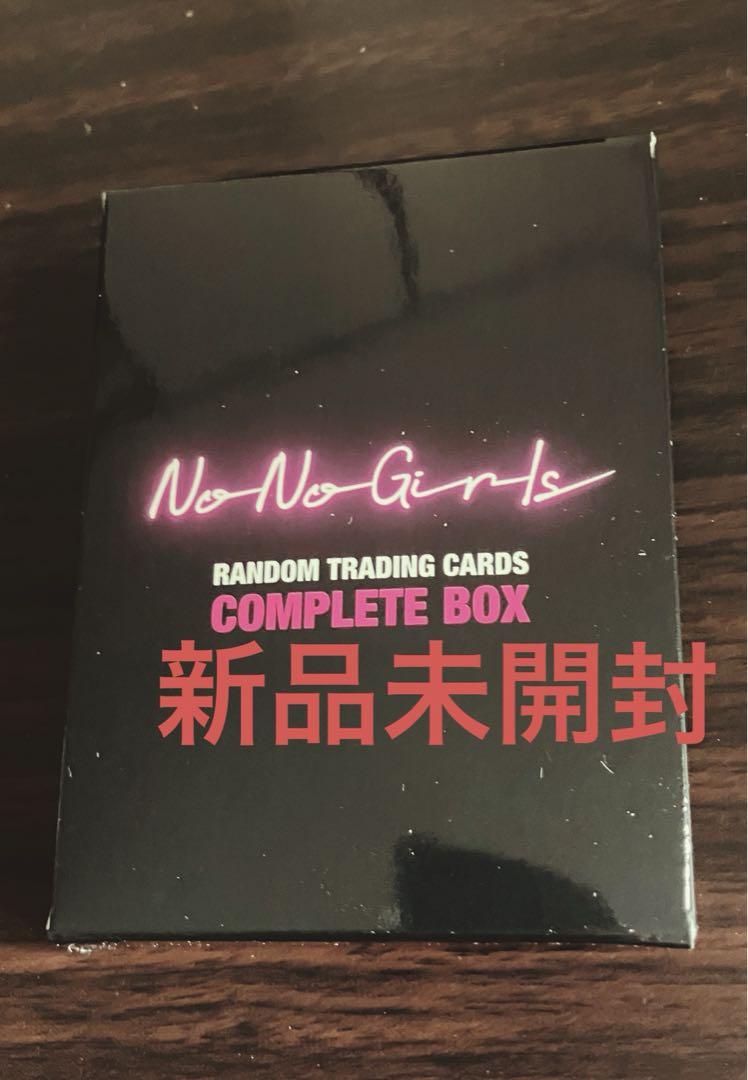 No No Girls
RANDOM TRADING CARDS
COMPLETE BOX
新品未開封